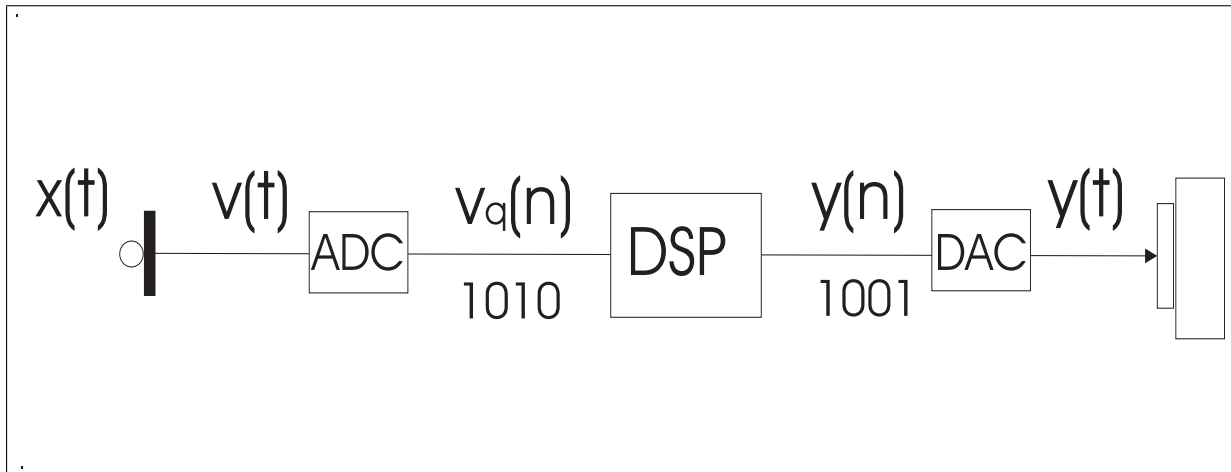 x(t)
v(t)
ADC
vq(n)
1010
DSP
y(n)
1001
DAC
y(t)